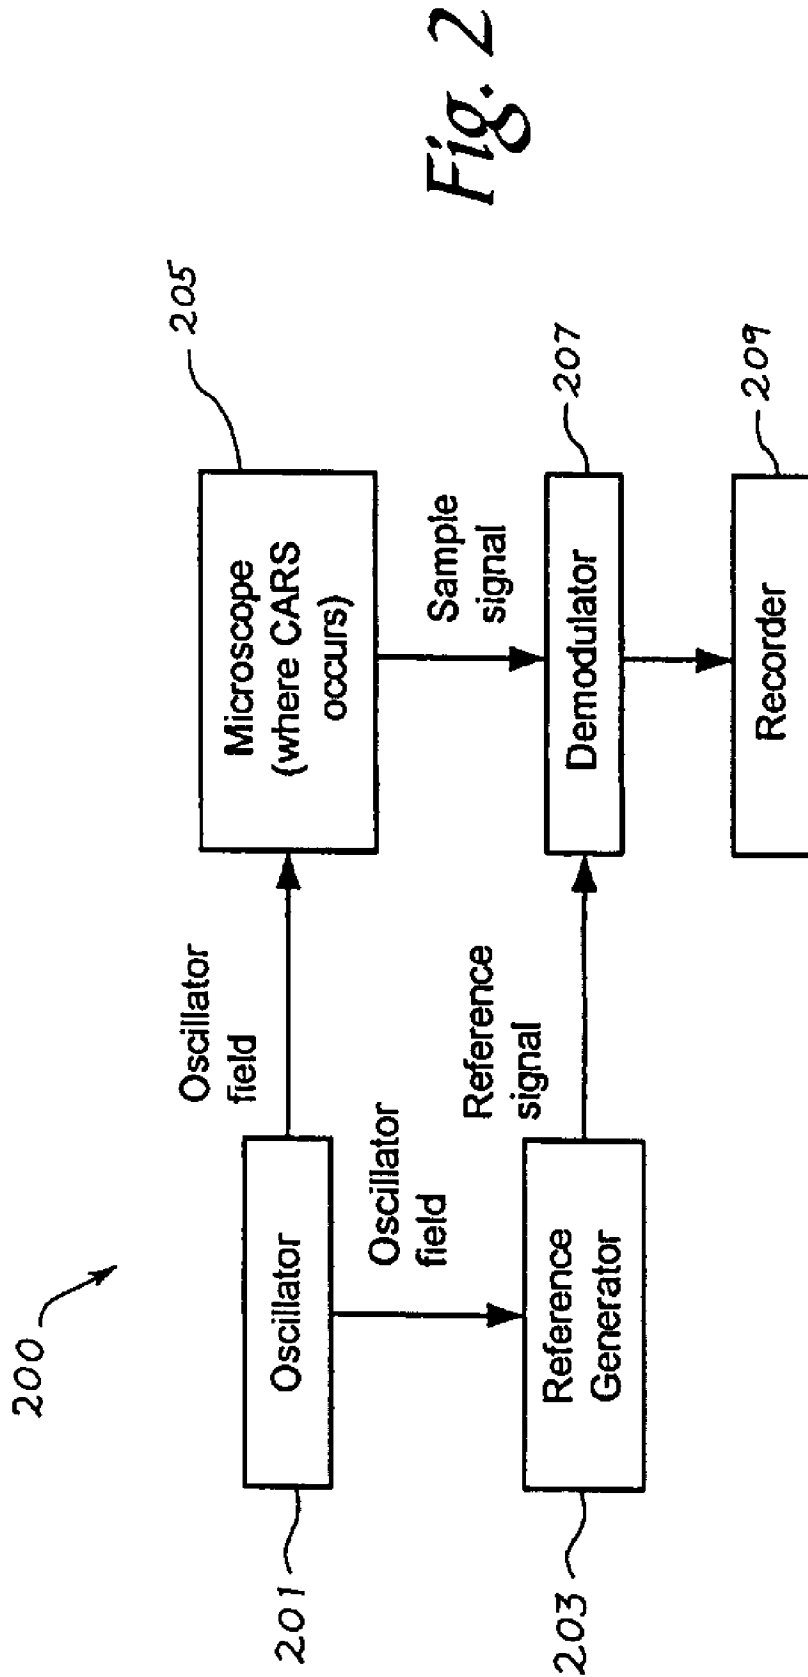 200
201
Oscillator
Oscillator
field
Microscope
(where CARS
occurs)
205
Oscillator
field
Sample
signal
203
Reference
Generator
Reference
signal
Demodulator
207
Recorder
209
Fig. 2